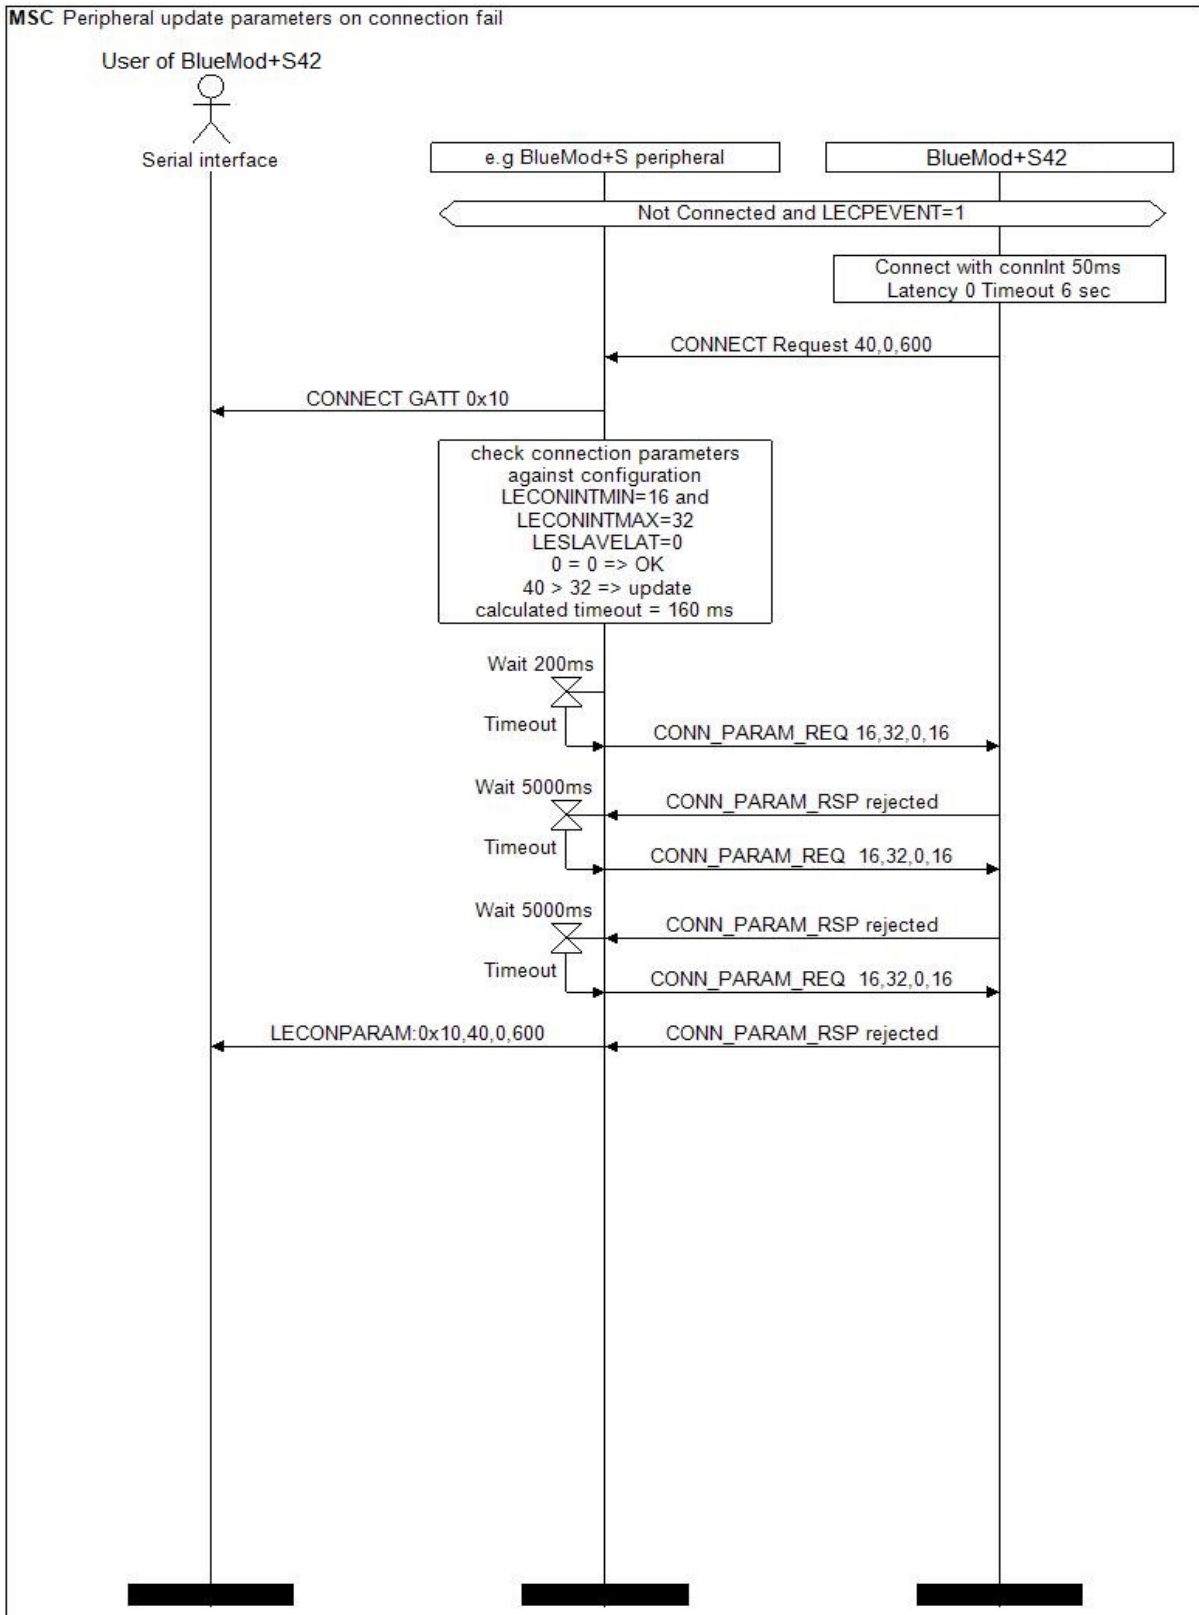 MSC Peripheral update parameters on connection fail
User of BlueMod+S42
Serial interface
e.g BlueMod+S peripheral
BlueMod+S42
Not Connected and LECPEVENT=1
Connect with connInt 50ms
Latency 0 Timeout 6 sec
CONNECT Request 40,0,600
CONNECT GATT 0x10
check connection parameters
against configuration
LECONINTMIN=16 and
LECONINTMAX=32
LESLAVELAT=0
0 = 0 => OK
40 > 32 => update
calculated timeout = 160 ms
Wait 200ms
Timeout
CONN_PARAM_REQ 16,32,0,16
Wait 5000ms
CONN_PARAM_RSP rejected
Timeout
CONN_PARAM_REQ 16,32,0,16
Wait 5000ms
CONN_PARAM_RSP rejected
Timeout
CONN_PARAM_REQ 16,32,0,16
LECONPARAM:0x10,40,0,600
CONN_PARAM_RSP rejected